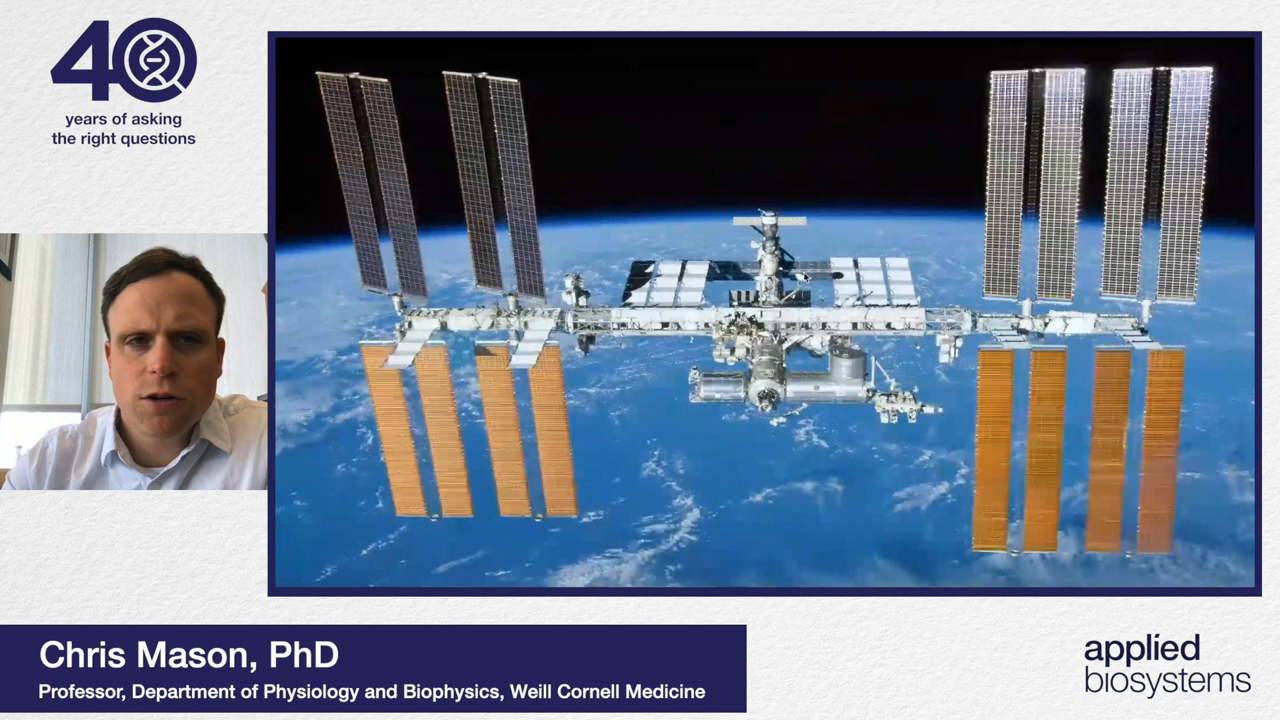 40
years of asking
the right questions
Chris Mason, PhD
Professor, Department of Physiology and Biophysics, Weill Cornell Medicine
applied
biosystems